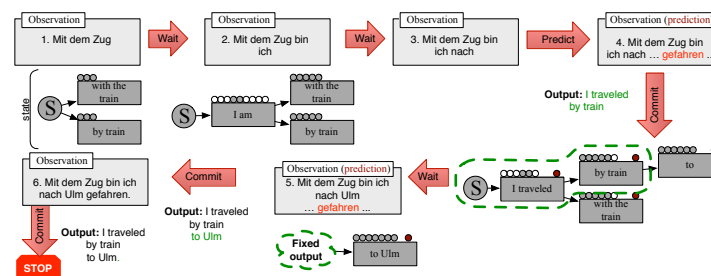 Observation
1. Mit dem Zug
Wait
Observation
2. Mit dem Zug bin
ich
Wait
Observation
3. Mit dem Zug bin
ich nach
Predict
Observation (prediction)
4. Mit dem Zug bin
ich nach ... gefahren ...
state
S
with the
train
by train
S
I am
with the
train
by train
Output: I traveled
by train
Commit
Observation
6. Mit dem Zug bin ich
nach Ulm gefahren.
Commit
Output: I traveled
by train
to Ulm
Observation (prediction)
5. Mit dem Zug bin ich
nach Ulm
... gefahren ...
Wait
S
I traveled
by train
with the
train
to
Commit
Output: I traveled
by train
to Ulm.
STOP
Fixed
output
to Ulm